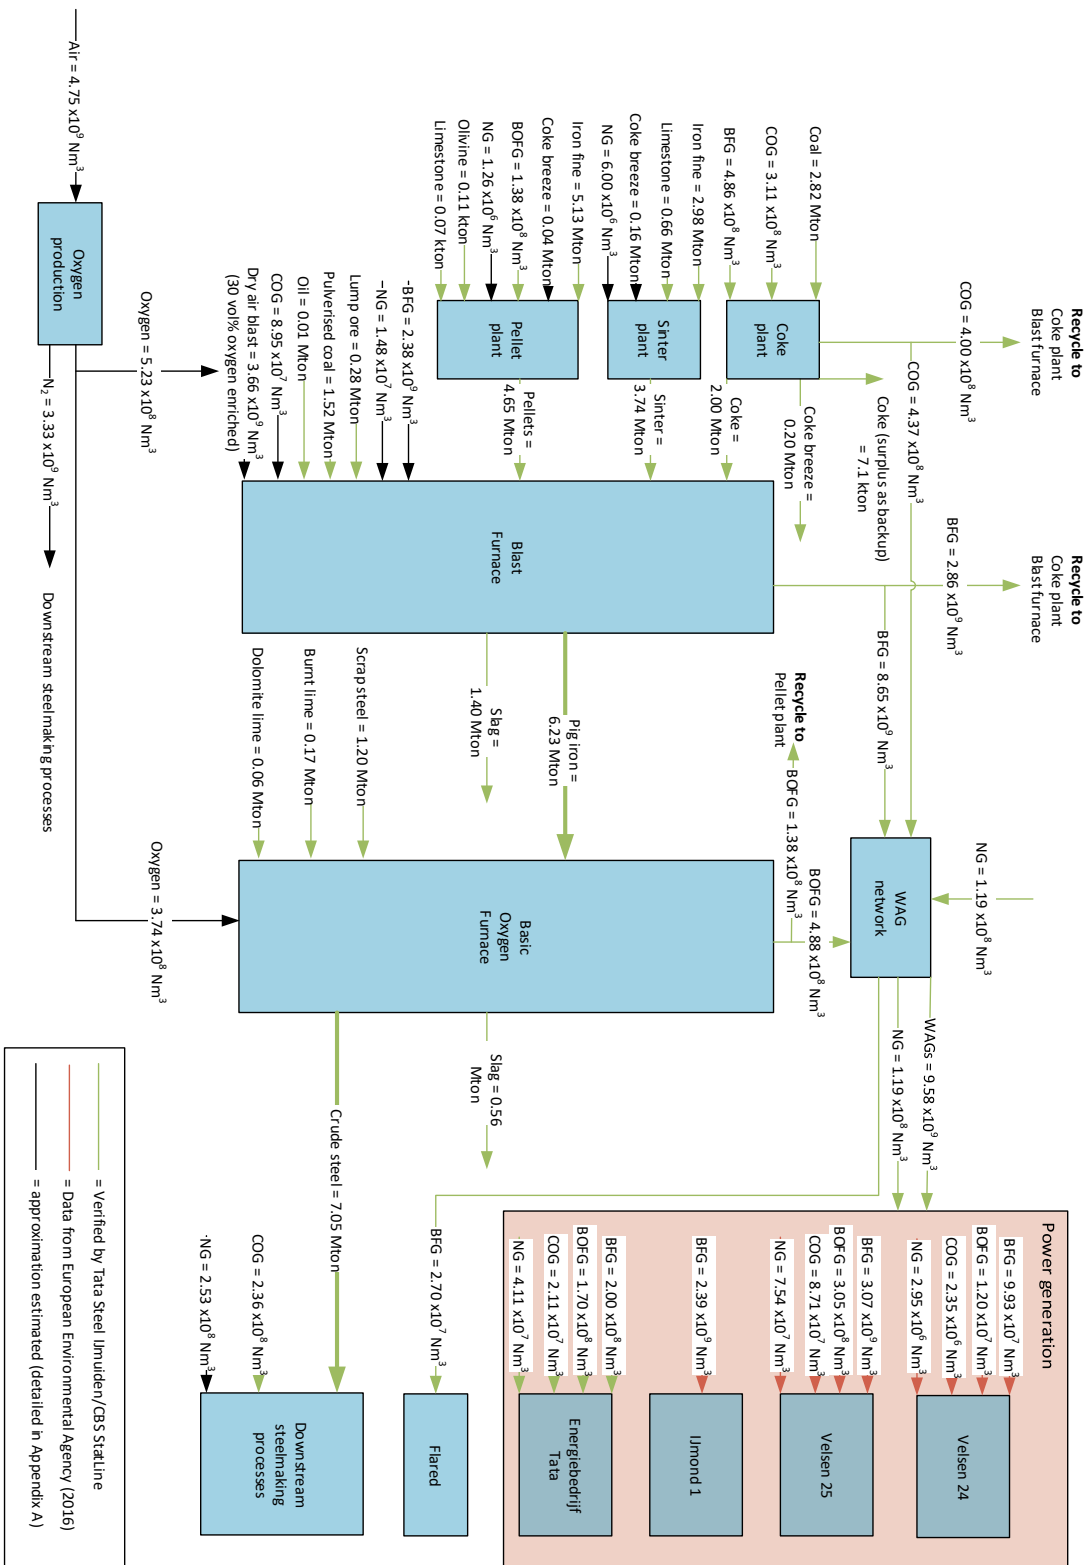 Recycle to
Coke plant
Blast furnace
COG = 4.00 x10⁸ Nm³
COG = 4.37 x10⁸ Nm³
Coke (surplus as backup)
= 7.1 kton
Coke breeze =
0.20 Mton
Coal = 2.82 Mton
COG = 3.11 x10⁸ Nm³
BFG = 4.86 x10⁸ Nm³
Coke
plant
Coke =
2.00 Mton
Iron fine = 2.98 Mton
Limestone = 0.66 Mton
Coke breeze = 0.16 Mton
NG = 6.00 x10⁶ Nm³
Sinter
plant
Sinter =
3.74 Mton
Iron fine = 5.13 Mton
Coke breeze = 0.04 Mton
BOFG = 1.38 x10⁸ Nm³
NG = 1.26 x10⁶ Nm³
Olivine = 0.11 kton
Limestone = 0.07 kton
Pellet
plant
Pellets =
4.65 Mton
-BFG = 2.38 x10⁹ Nm³
-NG = 1.48 x10⁷ Nm³
Lump ore = 0.28 Mton
Pulverised coal = 1.52 Mton
Oil = 0.01 Mton
COG = 8.95 x10⁷ Nm³
Dry air blast = 3.66 x10⁹ Nm³
(30 vol% oxygen enriched)
Air = 4.75 x10⁹ Nm³
Oxygen
production
Oxygen = 5.23 x10⁸ Nm³
N₂ = 3.33 x10⁹ Nm³
Downstream steelmaking processes
Oxygen = 3.74 x10⁸ Nm³
Blast
Furnace
Recycle to
Coke plant
Blast furnace
BFG = 2.86 x10⁹ Nm³
BFG = 8.65 x10⁹ Nm³
Pig iron =
6.23 Mton
Slag =
1.40 Mton
Scrap steel = 1.20 Mton
Burnt lime = 0.17 Mton
Dolomite lime = 0.06 Mton
Recycle to
Pellet plant
BOFG = 1.38 x10⁸ Nm³
BOFG = 4.88 x10⁸ Nm³
Basic
Oxygen
Furnace
NG = 1.19 x10⁸ Nm³
WAG
network
WAGs = 9.58 x10⁹ Nm³
NG = 1.19 x10⁸ Nm³
Slag = 0.56
Mton
Crude steel = 7.05 Mton
Power generation
BFG = 9.93 x10⁷ Nm³
BOFG = 1.20 x10⁷ Nm³
COG = 2.35 x10⁶ Nm³
-NG = 2.95 x10⁶ Nm³
Velsen 24
BFG = 3.07 x10⁹ Nm³
BOFG = 3.05 x10⁸ Nm³
COG = 8.71 x10⁷ Nm³
-NG = 7.54 x10⁷ Nm³
Velsen 25
BFG = 2.39 x10⁹ Nm³
IJmond 1
BFG = 2.00 x10⁸ Nm³
BOFG = 1.70 x10⁸ Nm³
COG = 2.11 x10⁷ Nm³
-NG = 4.11 x10⁷ Nm³
Energiebedrijf
Tata
BFG = 2.70 x10⁷ Nm³
Flared
COG = 2.36 x10⁸ Nm³
-NG = 2.53 x10⁸ Nm³
Downstream
steelmaking
processes
= Verified by Tata Steel IJmuiden/CBS StatLine
= Data from European Environmental Agency (2016)
= approximation estimated (detailed in Appendix A)